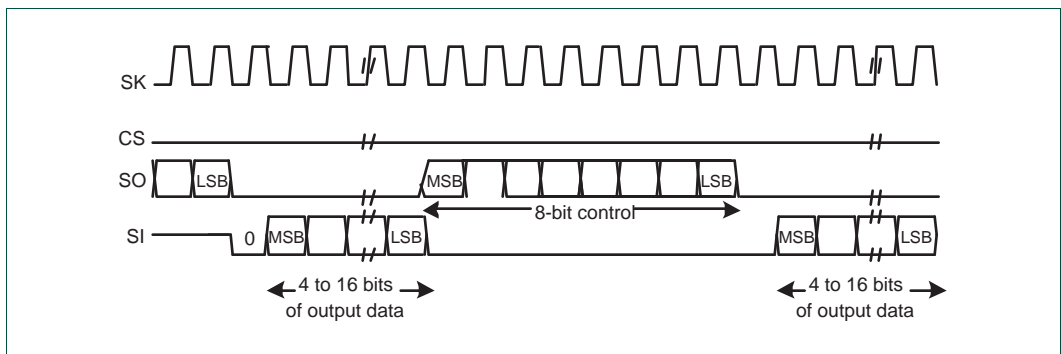 SK
CS
SO
LSB
MSB
LSB
8-bit control
SI
0
MSB
LSB
MSB
LSB
4 to 16 bits
of output data
4 to 16 bits
of output data